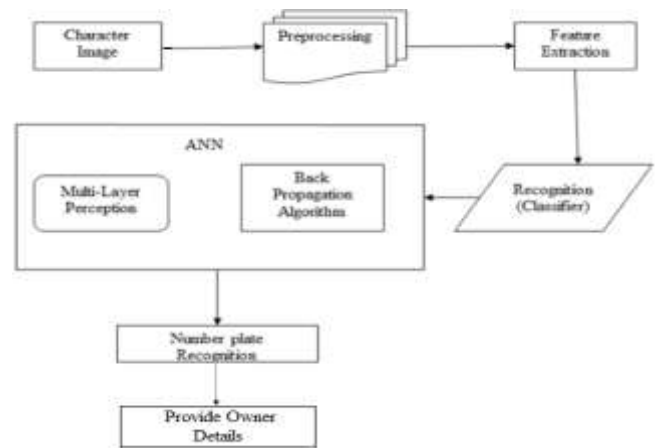 Character
Image
Preprocessing
Feature
Extraction
ANN
Multi-Layer
Perception
Back
Propagation
Algorithm
Recognition
(Classifier)
Number plate
Recognition
Provide Owner
Details